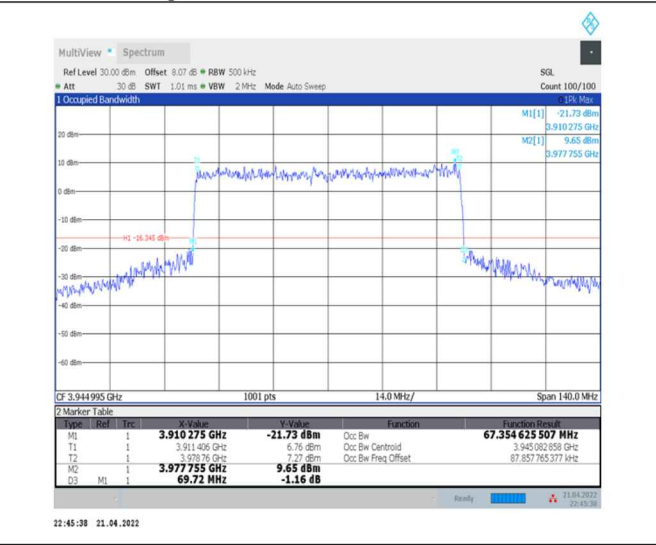 MultiView Spectrum
Ref Level 30.00 dBm Offset 8.07 dB RBW 500 kHz SGL
Att 30 dB SWT 1.01 ms VBW 2 MHz Mode Auto Sweep Count 100/100
1 Occupied Bandwidth 1Pk Max
M1[1] -21.73 dBm
3.910 275 GHz
M2[1] 9.65 dBm
3.977 755 GHz
20 dBm
10 dBm
0 dBm
-10 dBm
H1 -16.345 dBm
-20 dBm
-30 dBm
-40 dBm
-50 dBm
-60 dBm
CF 3.944 995 GHz 1001 pts 14.0 MHz/ Span 140.0 MHz
2 Marker Table
Type Ref Trc X-Value Y-Value Function Function Result
M1 1 3.910 275 GHz -21.73 dBm Occ Bw 67.354 625 507 MHz
T1 1 3.911 406 GHz 6.76 dBm Occ Bw Centroid 3.945 082 858 GHz
T2 1 3.978 76 GHz 7.27 dBm Occ Bw Freq Offset 87.857 765 377 kHz
M2 1 3.977 755 GHz 9.65 dBm
D3 M1 1 69.72 MHz -1.16 dB
Ready 21.04.2022
22:45:38
22:45:38 21.04.2022